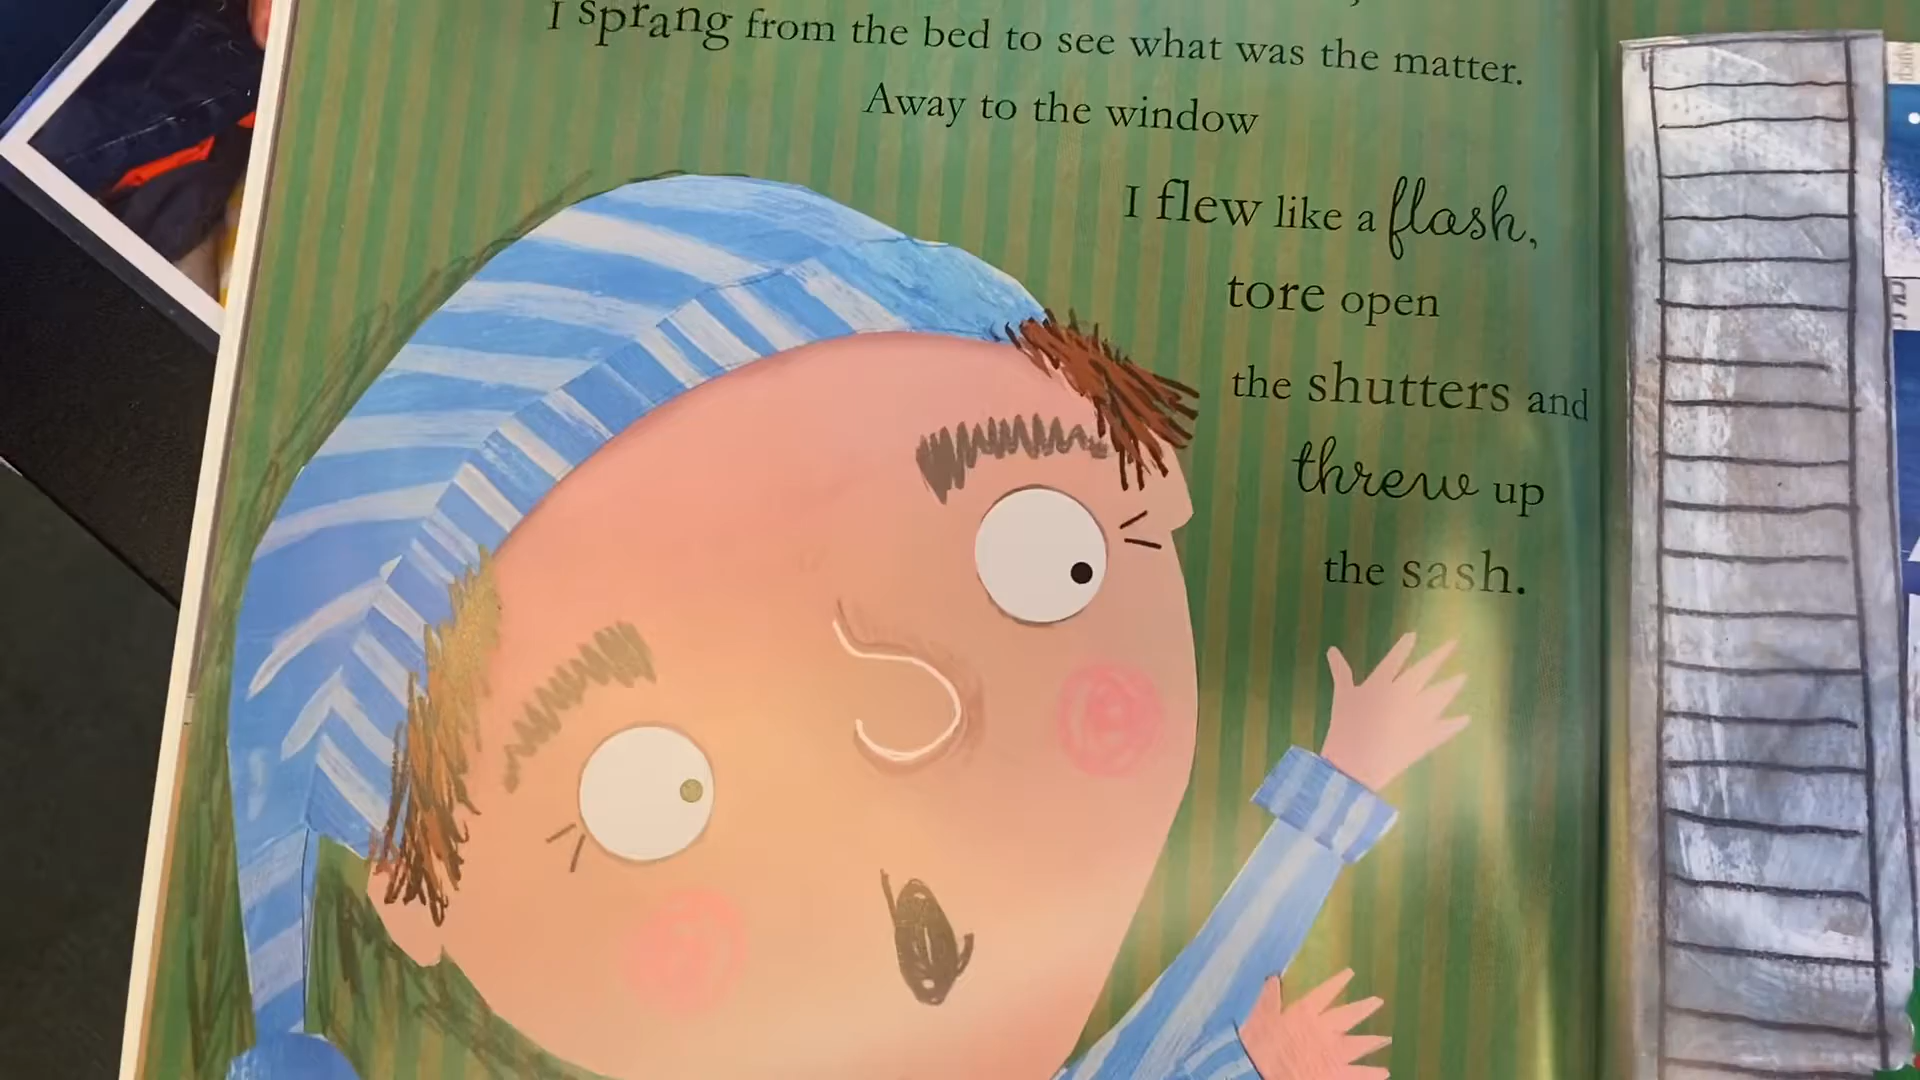 I sprang from the bed to see what was the matter.
Away to the window
I flew like a flash,
tore open
the shutters and
threw up
the sash.